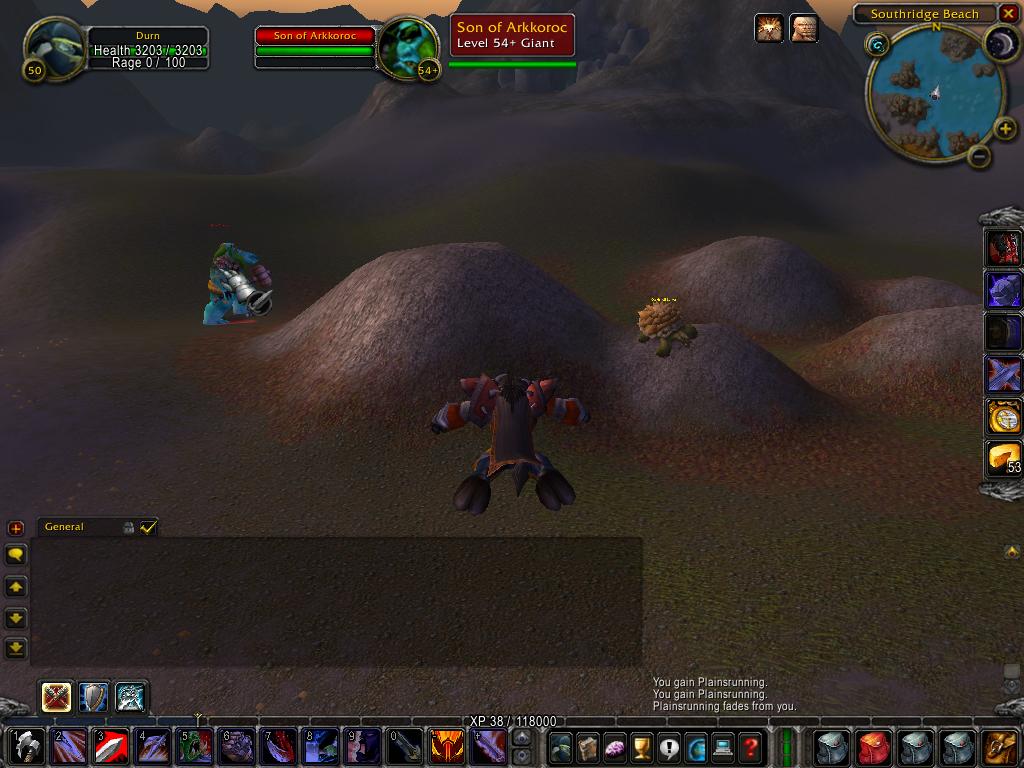 Durn
Health 3203 / 3203
Rage 0 / 100
50
Son of Arkkoroc
54+
Son of Arkkoroc
Level 54+ Giant
Southridge Beach
N
53
General
You gain Plainsrunning.
You gain Plainsrunning.
Plainsrunning fades from you.
XP 38 / 118000
1 2 3 4 5 6 7 8 9 0